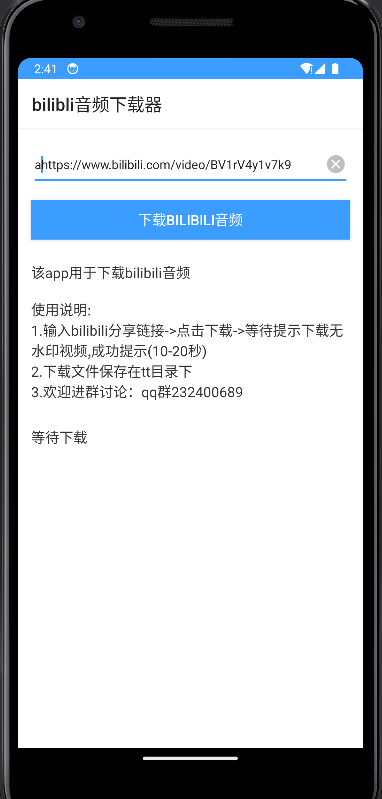 2:41
bilibli音频下载器
ahttps://www.bilibili.com/video/BV1rV4y1v7k9
下载BILIBILI音频
该app用于下载bilibili音频
使用说明:
1.输入bilibili分享链接->点击下载->等待提示下载无
水印视频,成功提示(10-20秒)
2.下载文件保存在tt目录下
3.欢迎进群讨论：qq群232400689
等待下载